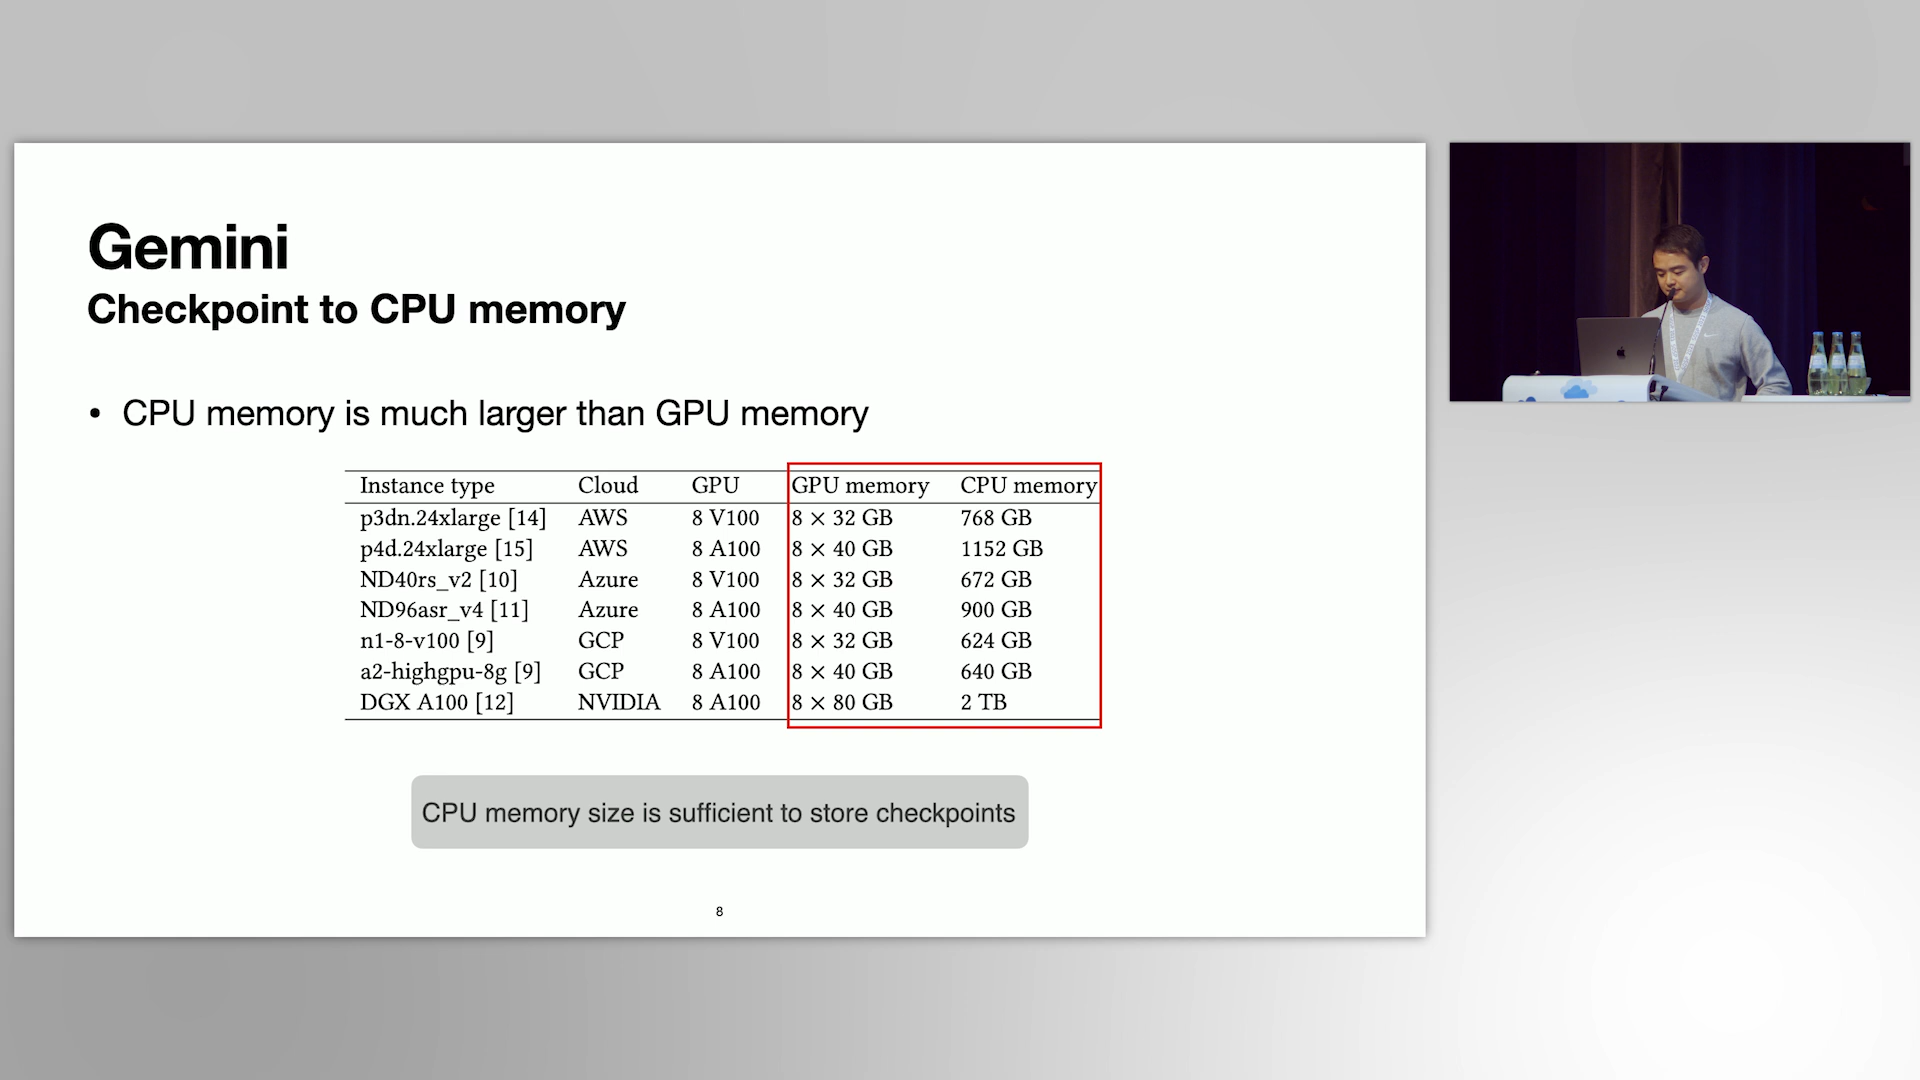 Gemini
Checkpoint to CPU memory
• CPU memory is much larger than GPU memory
Instance type Cloud GPU GPU memory CPU memory
p3dn.24xlarge [14] AWS 8 V100 8 × 32 GB 768 GB
p4d.24xlarge [15] AWS 8 A100 8 × 40 GB 1152 GB
ND40rs_v2 [10] Azure 8 V100 8 × 32 GB 672 GB
ND96asr_v4 [11] Azure 8 A100 8 × 40 GB 900 GB
n1-8-v100 [9] GCP 8 V100 8 × 32 GB 624 GB
a2-highgpu-8g [9] GCP 8 A100 8 × 40 GB 640 GB
DGX A100 [12] NVIDIA 8 A100 8 × 80 GB 2 TB
CPU memory size is sufficient to store checkpoints
8